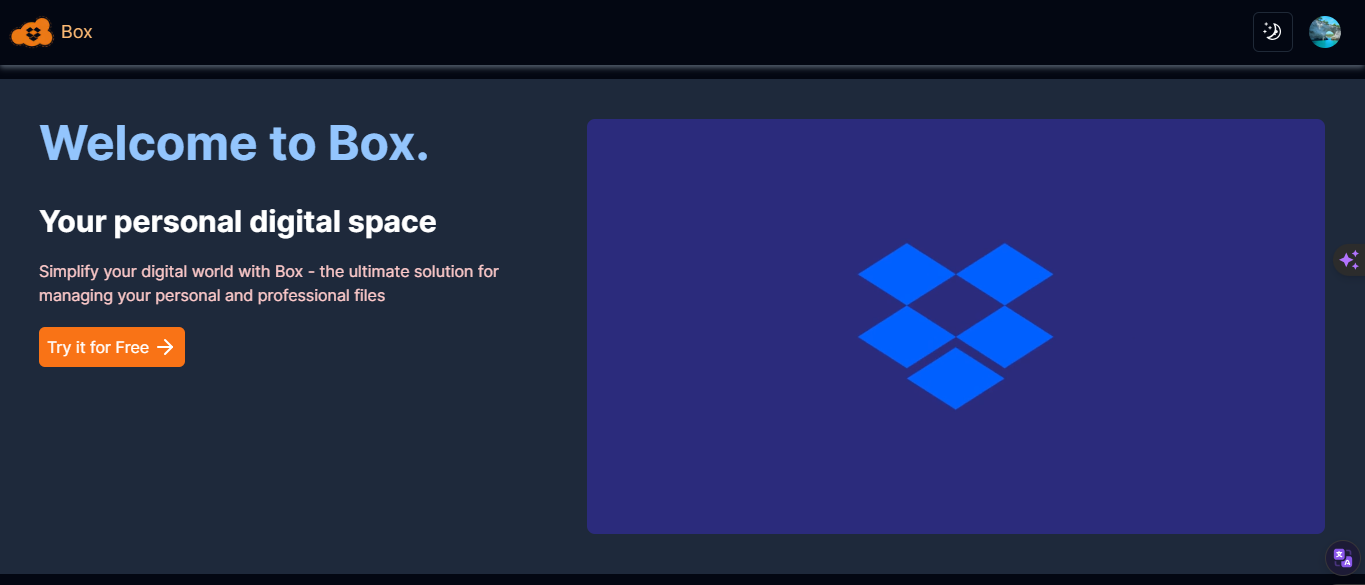 Box
Welcome to Box.
Your personal digital space
Simplify your digital world with Box - the ultimate solution for
managing your personal and professional files
Try it for Free →
文
A